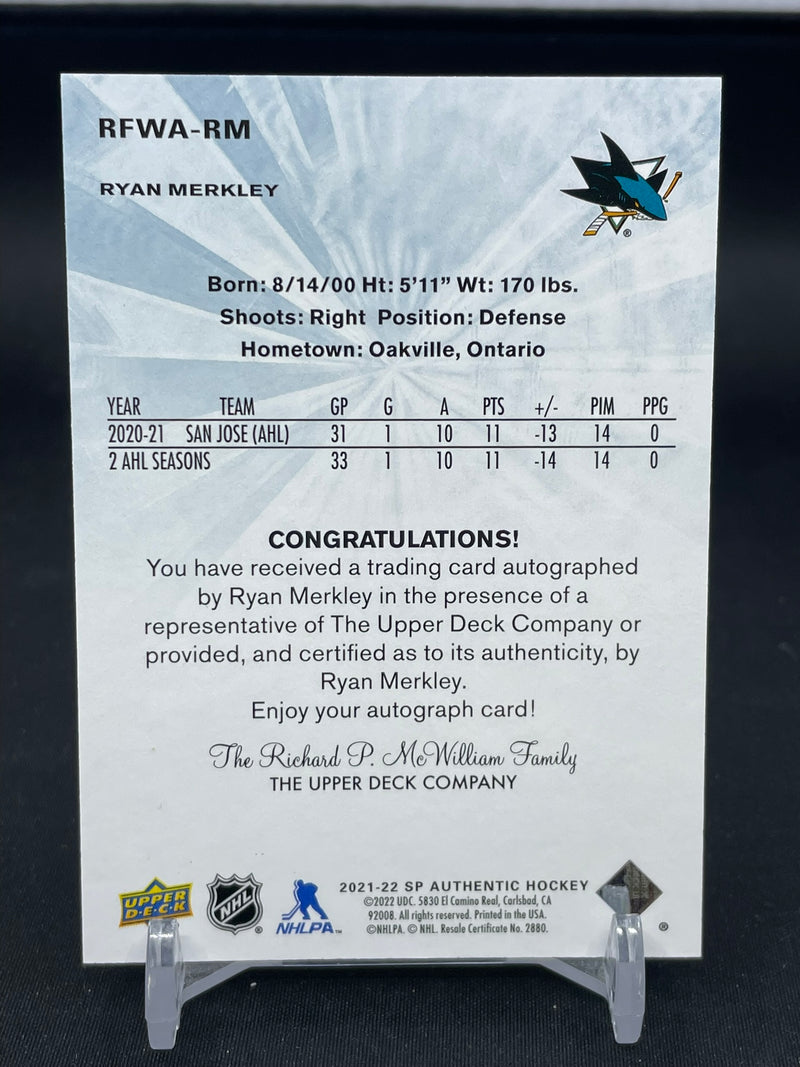 RFWA-RM
RYAN MERKLEY
®
Born: 8/14/00 Ht: 5'11" Wt: 170 lbs.
Shoots: Right Position: Defense
Hometown: Oakville, Ontario
YEAR TEAM GP G A PTS +/- PIM PPG
2020-21 SAN JOSE (AHL) 31 1 10 11 -13 14 0
2 AHL SEASONS 33 1 10 11 -14 14 0
CONGRATULATIONS!
You have received a trading card autographed
by Ryan Merkley in the presence of a
representative of The Upper Deck Company or
provided, and certified as to its authenticity, by
Ryan Merkley.
Enjoy your autograph card!
The Richard P. McWilliam Family
THE UPPER DECK COMPANY
UPPER
D·E·C·K
NHL
®
NHLPA™
2021-22 SP AUTHENTIC HOCKEY
©2022 UDC. 5830 El Camino Real, Carlsbad, CA
92008. All rights reserved. Printed in the USA.
©NHLPA. © NHL. Resale Certificate No. 2880.
®